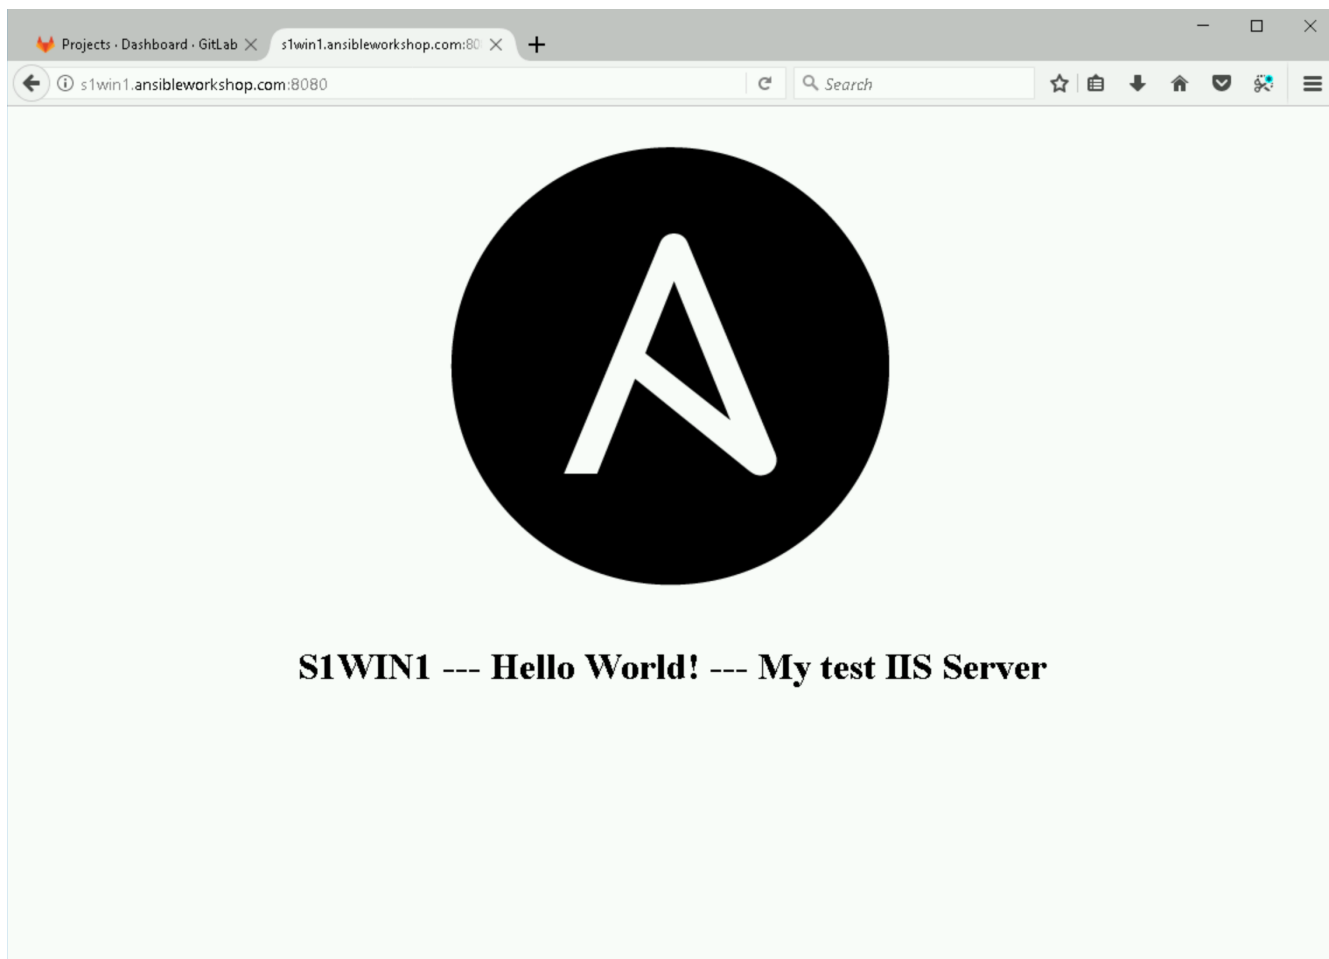 Projects · Dashboard · GitLab
s1win1.ansibleworkshop.com:80
s1win1.ansibleworkshop.com:8080
Search
S1WIN1 --- Hello World! --- My test IIS Server